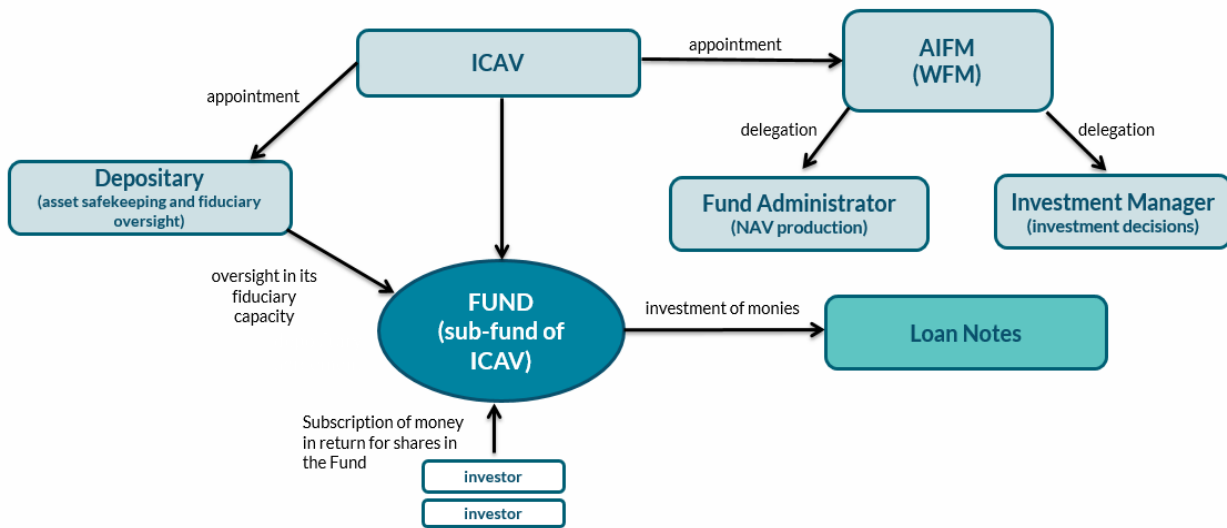 ICAV
appointment
AIFM
(WFM)
appointment
delegation
delegation
Depositary
(asset safekeeping and fiduciary
oversight)
Fund Administrator
(NAV production)
Investment Manager
(investment decisions)
oversight in its
fiduciary
capacity
FUND
(sub-fund of
ICAV)
investment of monies
Loan Notes
Subscription of money
in return for shares in
the Fund
investor
investor